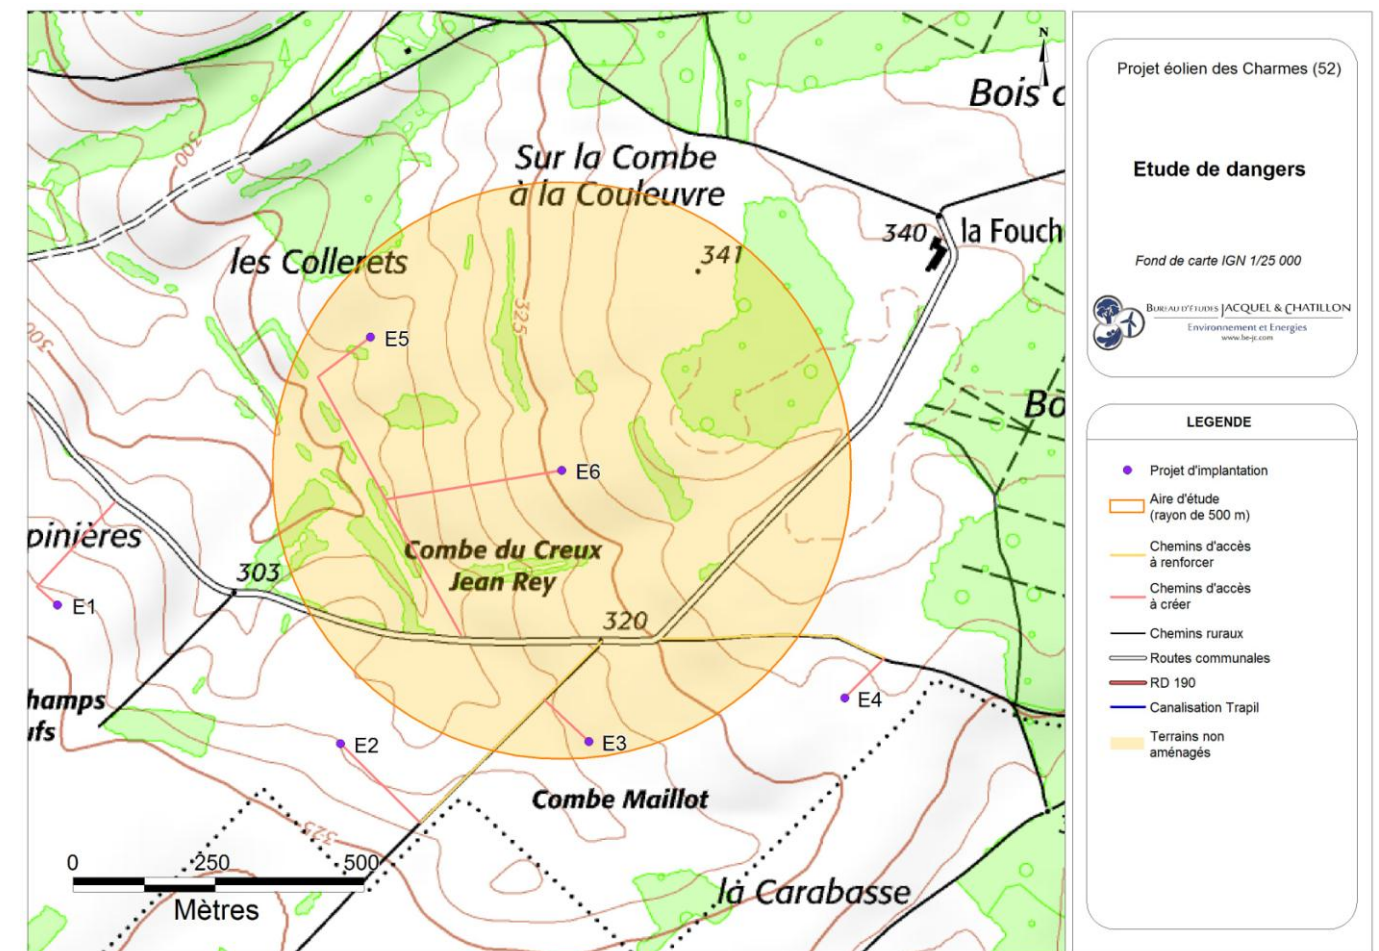 Bois
Sur la Combe
à la Couleuvre
300
341
340
la Fouch
les Collerets
325
300
E5
Bo
E6
pinières
Combe du Creux
Jean Rey
303
E1
320
hamps
ufs
E4
E2
E3
Combe Maillot
325
0 250 500
Mètres
la Carabasse
N
Projet éolien des Charmes (52)
Etude de dangers
Fond de carte IGN 1/25 000
BUREAU D'ÉTUDES JACQUEL & CHATILLON
Environnement et Energies
www.be-jc.com
LEGENDE
Projet d'implantation
Aire d'étude
(rayon de 500 m)
Chemins d'accès
à renforcer
Chemins d'accès
à créer
Chemins ruraux
Routes communales
RD 190
Canalisation Trapil
Terrains non
aménagés